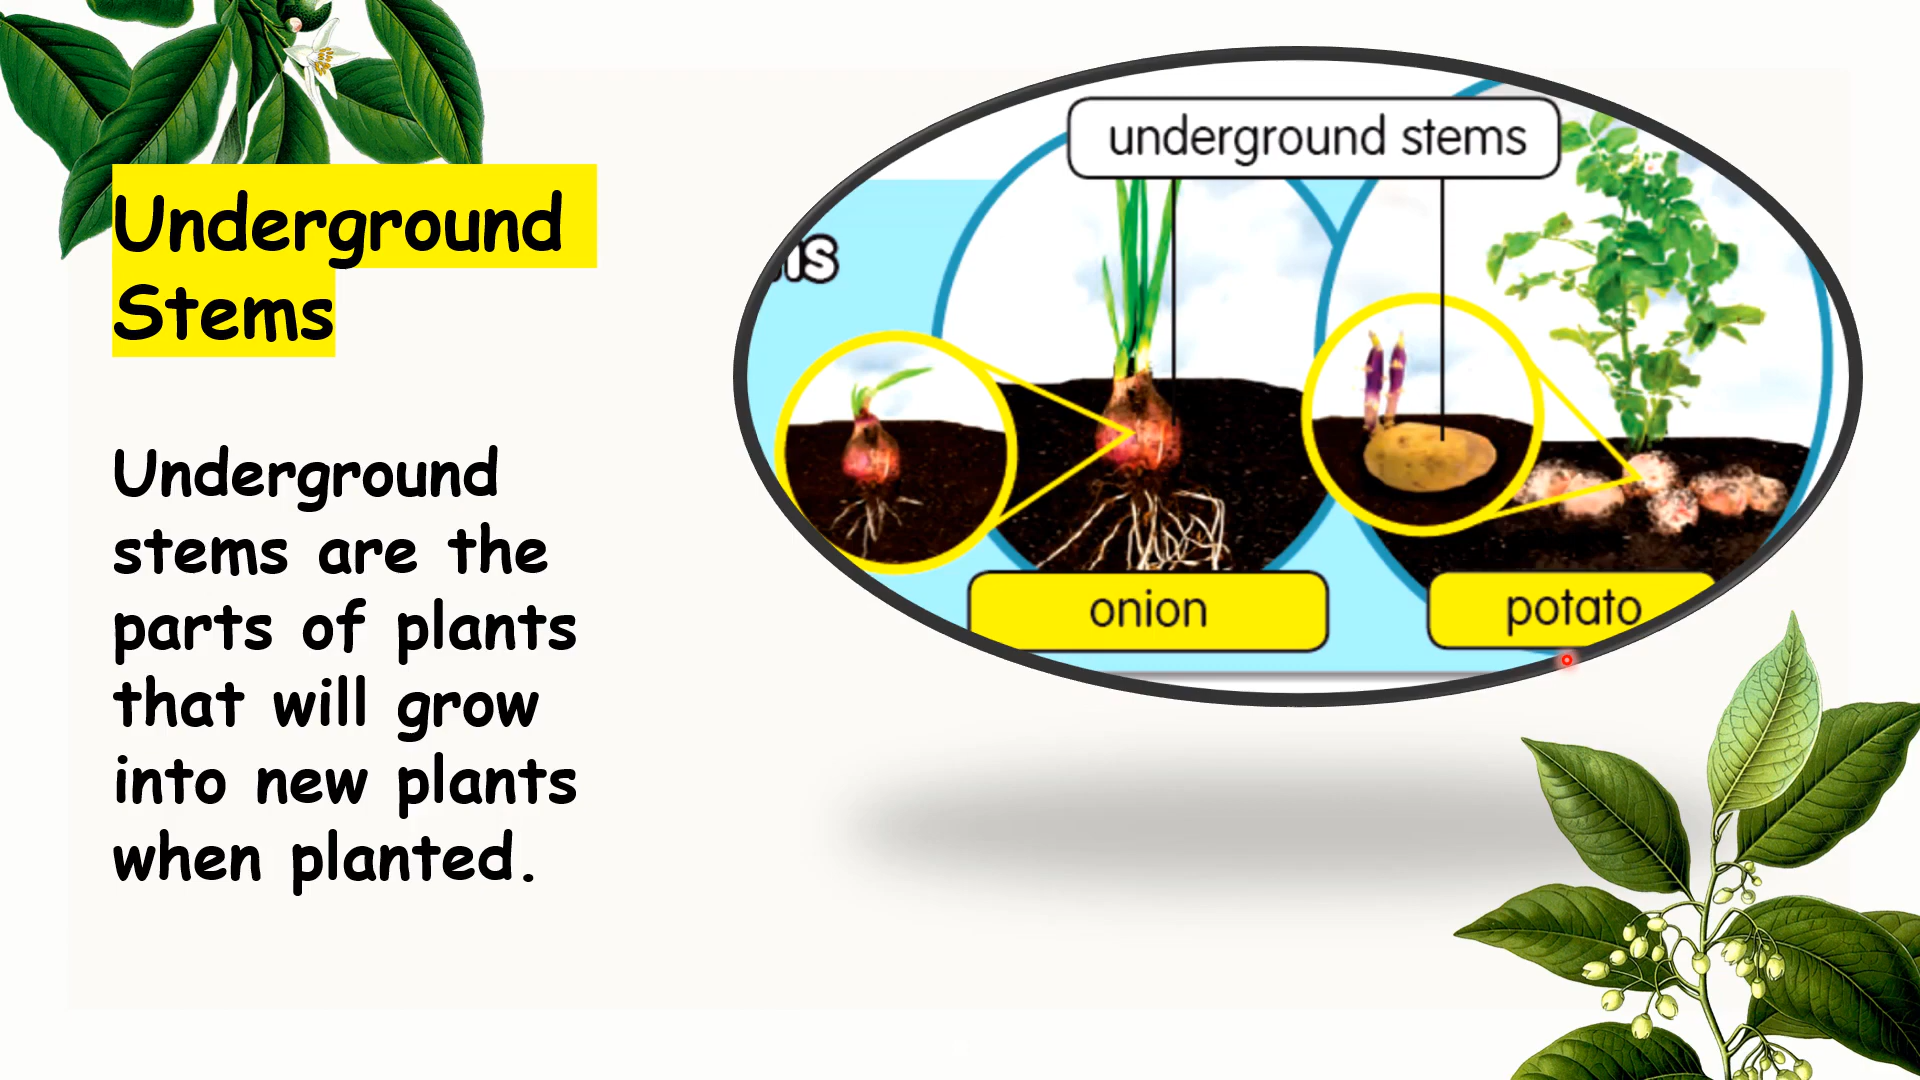 Underground
Stems
Underground
stems are the
parts of plants
that will grow
into new plants
when planted.
underground stems
onion
potato